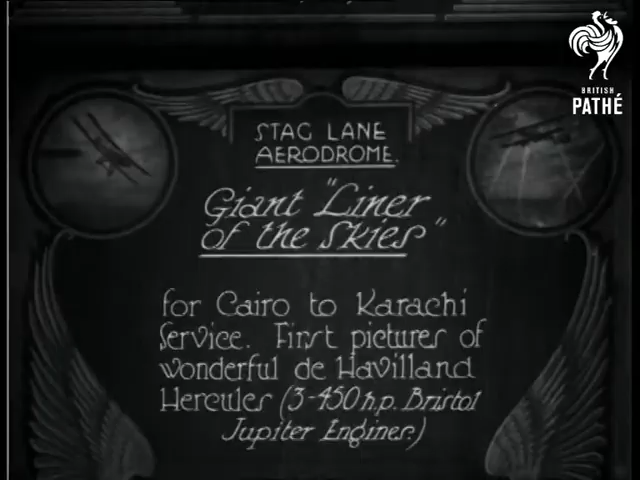 BRITISH
PATHÉ
STAG LANE
AERODROME.
Giant "Liner
of the Skies"
for Cairo to Karachi
Service. First pictures of
wonderful de Havilland
Hercules (3-450 h.p. Bristol
Jupiter Engines.)